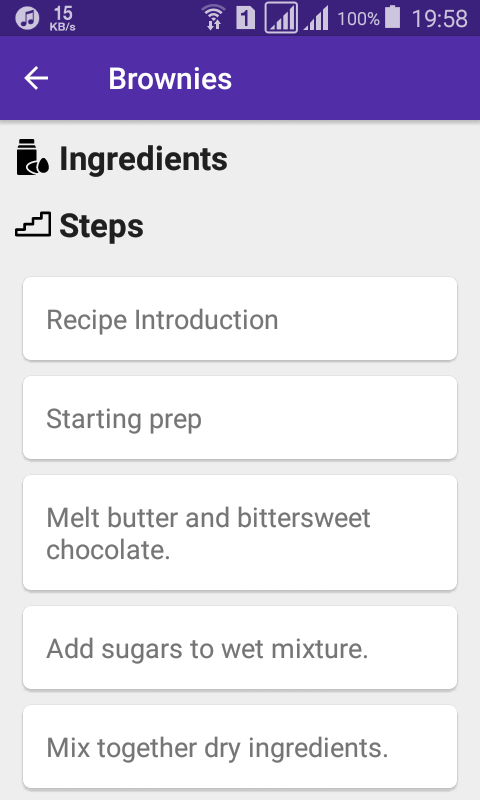 15
KB/s
1
100%
19:58
Brownies
Ingredients
Steps
Recipe Introduction
Starting prep
Melt butter and bittersweet
chocolate.
Add sugars to wet mixture.
Mix together dry ingredients.